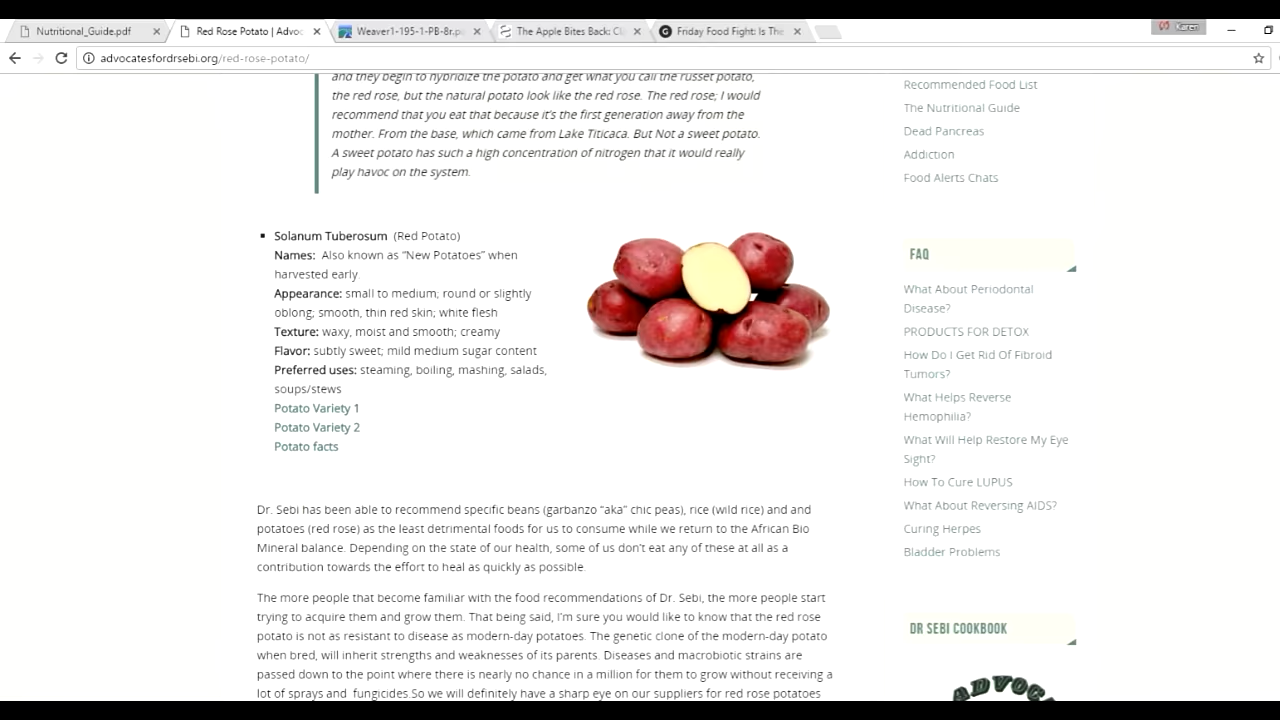 Nutritional_Guide.pdf
Red Rose Potato | Advoc
Weaver1-195-1-PB-8r.p
The Apple Bites Back: Cl
Friday Food Fight: Is The
Karen
advocatesfordrsebi.org/red-rose-potato/
and they begin to hybridize the potato and get what you call the russet potato,
the red rose, but the natural potato look like the red rose. The red rose; I would
recommend that you eat that because it's the first generation away from the
mother. From the base, which came from Lake Titicaca. But Not a sweet potato.
A sweet potato has such a high concentration of nitrogen that it would really
play havoc on the system.
Solanum Tuberosum (Red Potato)
Names: Also known as "New Potatoes" when
harvested early.
Appearance: small to medium; round or slightly
oblong; smooth, thin red skin; white flesh
Texture: waxy, moist and smooth; creamy
Flavor: subtly sweet; mild medium sugar content
Preferred uses: steaming, boiling, mashing, salads,
soups/stews
Potato Variety 1
Potato Variety 2
Potato facts
Dr. Sebi has been able to recommend specific beans (garbanzo "aka" chic peas), rice (wild rice) and and
potatoes (red rose) as the least detrimental foods for us to consume while we return to the African Bio
Mineral balance. Depending on the state of our health, some of us don't eat any of these at all as a
contribution towards the effort to heal as quickly as possible.
The more people that become familiar with the food recommendations of Dr. Sebi, the more people start
trying to acquire them and grow them. That being said, I'm sure you would like to know that the red rose
potato is not as resistant to disease as modern-day potatoes. The genetic clone of the modern-day potato
when bred, will inherit strengths and weaknesses of its parents. Diseases and macrobiotic strains are
passed down to the point where there is nearly no chance in a million for them to grow without receiving a
lot of sprays and fungicides.So we will definitely have a sharp eye on our suppliers for red rose potatoes
Recommended Food List
The Nutritional Guide
Dead Pancreas
Addiction
Food Alerts Chats
FAQ
What About Periodontal
Disease?
PRODUCTS FOR DETOX
How Do I Get Rid Of Fibroid
Tumors?
What Helps Reverse
Hemophilia?
What Will Help Restore My Eye
Sight?
How To Cure LUPUS
What About Reversing AIDS?
Curing Herpes
Bladder Problems
DR SEBI COOKBOOK
ADVOC